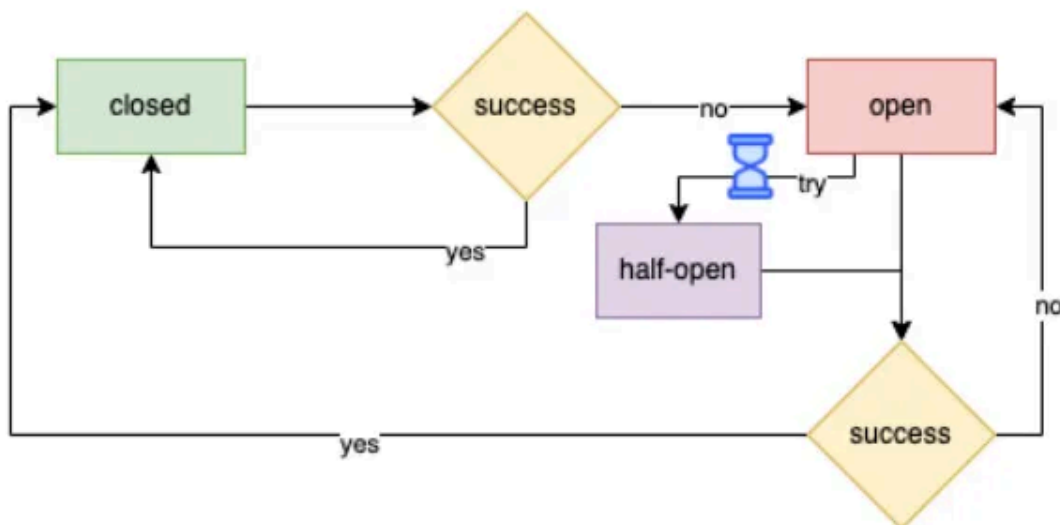 closed
success
no
open
try
yes
half-open
no
success
yes